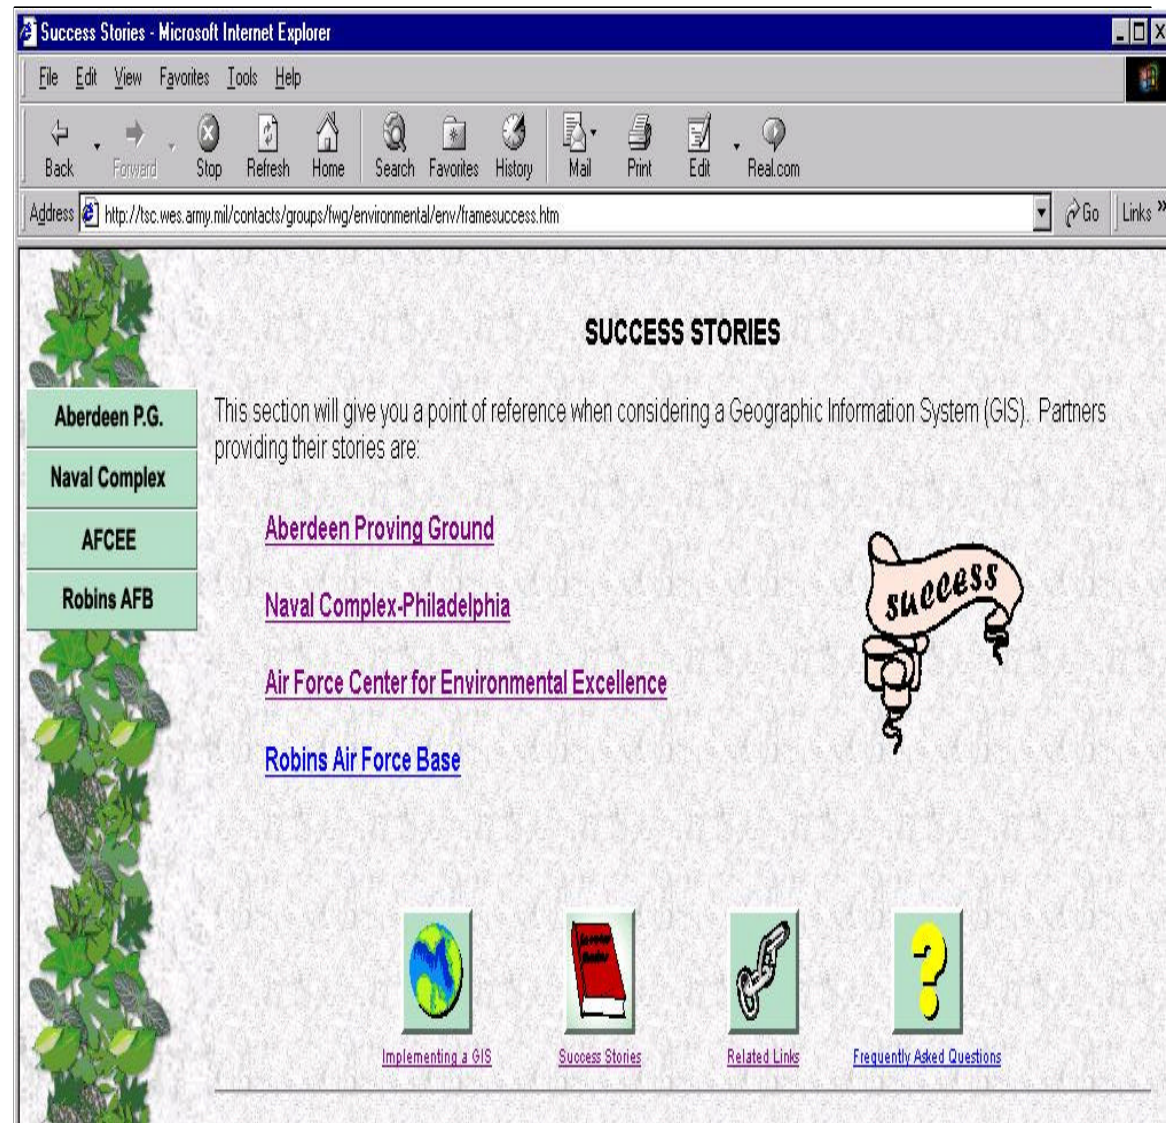 Success Stories - Microsoft Internet Explorer
File Edit View Favorites Tools Help
Back Forward Stop Refresh Home Search Favorites History Mail Print Edit Real.com
Address http://tsc.wes.army.mil/contacts/groups/fwg/environmental/env/framesuccess.htm Go Links »
SUCCESS STORIES
Aberdeen P.G.
Naval Complex
AFCEE
Robins AFB
This section will give you a point of reference when considering a Geographic Information System (GIS). Partners
providing their stories are:
Aberdeen Proving Ground
Naval Complex-Philadelphia
Air Force Center for Environmental Excellence
Robins Air Force Base
success
Success
Stories
Implementing a GIS Success Stories Related Links Frequently Asked Questions